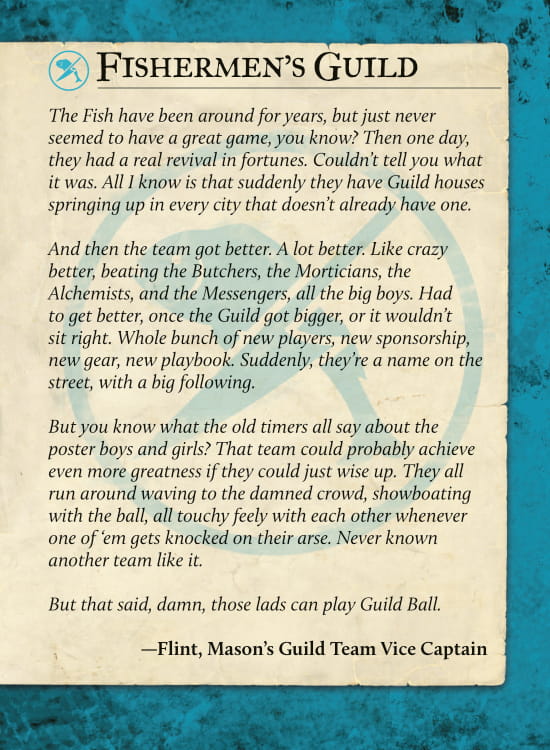 FISHERMEN'S GUILD
The Fish have been around for years, but just never
seemed to have a great game, you know? Then one day,
they had a real revival in fortunes. Couldn't tell you what
it was. All I know is that suddenly they have Guild houses
springing up in every city that doesn't already have one.
And then the team got better. A lot better. Like crazy
better, beating the Butchers, the Morticians, the
Alchemists, and the Messengers, all the big boys. Had
to get better, once the Guild got bigger, or it wouldn't
sit right. Whole bunch of new players, new sponsorship,
new gear, new playbook. Suddenly, they're a name on the
street, with a big following.
But you know what the old timers all say about the
poster boys and girls? That team could probably achieve
even more greatness if they could just wise up. They all
run around waving to the damned crowd, showboating
with the ball, all touchy feely with each other whenever
one of ‘em gets knocked on their arse. Never known
another team like it.
But that said, damn, those lads can play Guild Ball.
—Flint, Mason's Guild Team Vice Captain